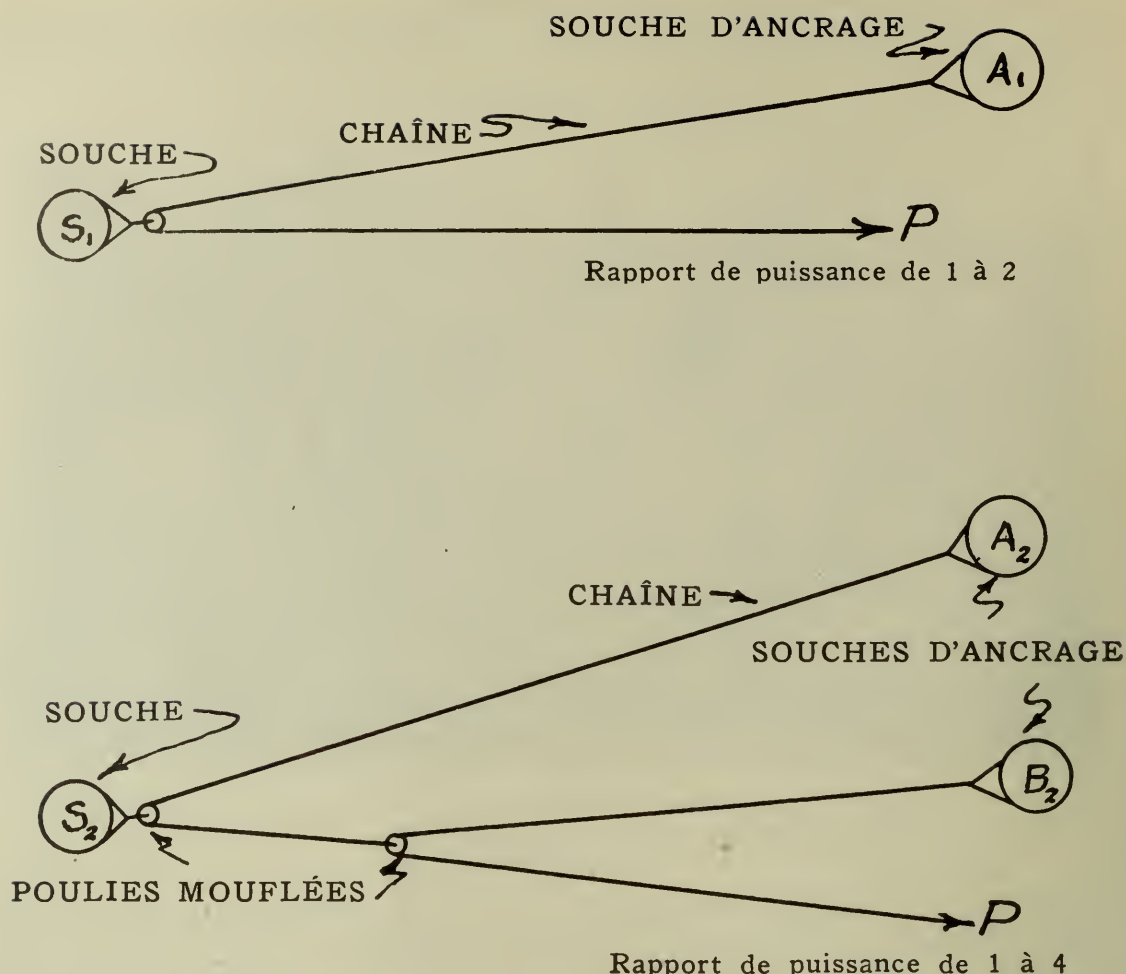 SOUCHE D'ANCRAGE
A₁
CHAÎNE
SOUCHE
S₁
P
Rapport de puissance de 1 à 2
A₂
CHAÎNE
SOUCHES D'ANCRAGE
SOUCHE
B₂
S₂
POULIES MOUFLÉES
P
Rapport de puissance de 1 à 4